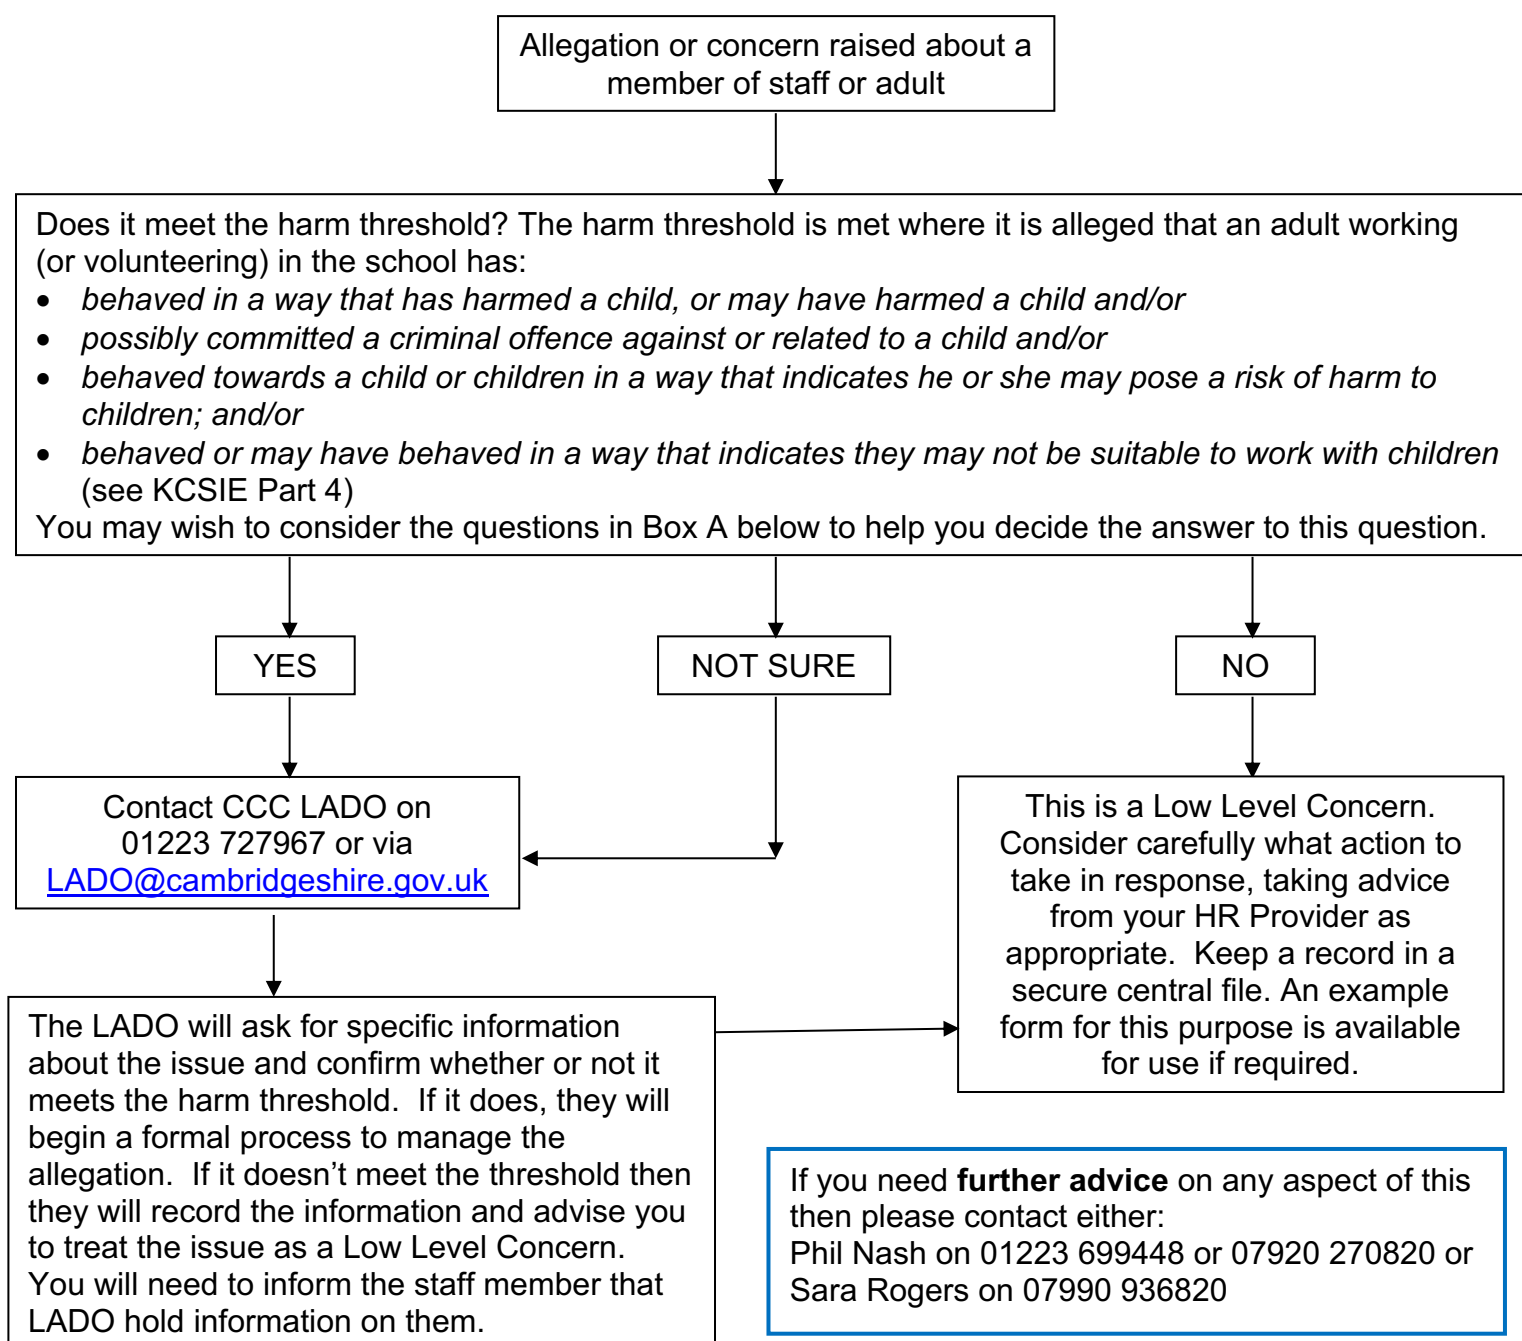 Allegation or concern raised about a
member of staff or adult
Does it meet the harm threshold? The harm threshold is met where it is alleged that an adult working
(or volunteering) in the school has:
• behaved in a way that has harmed a child, or may have harmed a child and/or
• possibly committed a criminal offence against or related to a child and/or
• behaved towards a child or children in a way that indicates he or she may pose a risk of harm to
children; and/or
• behaved or may have behaved in a way that indicates they may not be suitable to work with children
(see KCSIE Part 4)
You may wish to consider the questions in Box A below to help you decide the answer to this question.
YES
NOT SURE
NO
Contact CCC LADO on
01223 727967 or via
LADO@cambridgeshire.gov.uk
This is a Low Level Concern.
Consider carefully what action to
take in response, taking advice
from your HR Provider as
appropriate.  Keep a record in a
secure central file. An example
form for this purpose is available
for use if required.
The LADO will ask for specific information
about the issue and confirm whether or not it
meets the harm threshold.  If it does, they will
begin a formal process to manage the
allegation.  If it doesn’t meet the threshold then
they will record the information and advise you
to treat the issue as a Low Level Concern.
You will need to inform the staff member that
LADO hold information on them.
If you need further advice on any aspect of this
then please contact either:
Phil Nash on 01223 699448 or 07920 270820 or
Sara Rogers on 07990 936820